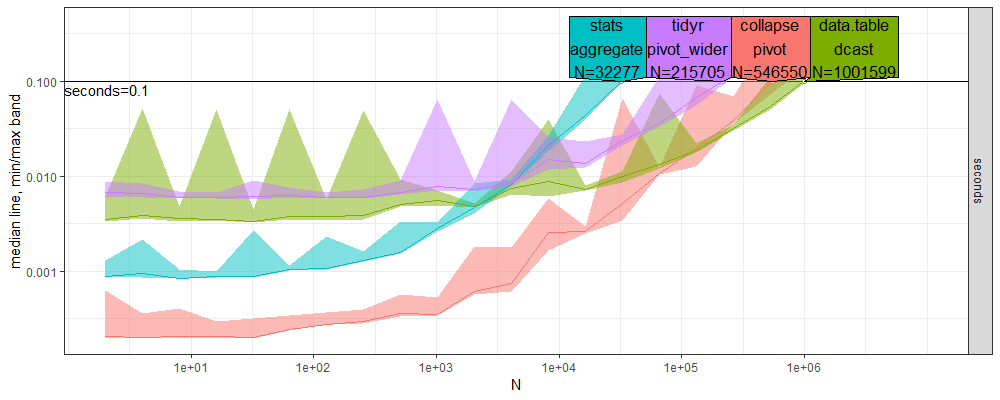 stats
aggregate
N=32277
tidyr
pivot_wider
N=215705
collapse
pivot
N=546550
data.table
dcast
N=1001599
seconds=0.1
median line, min/max band
0.100
0.010
0.001
seconds
1e+01
1e+02
1e+03
1e+04
1e+05
1e+06
N